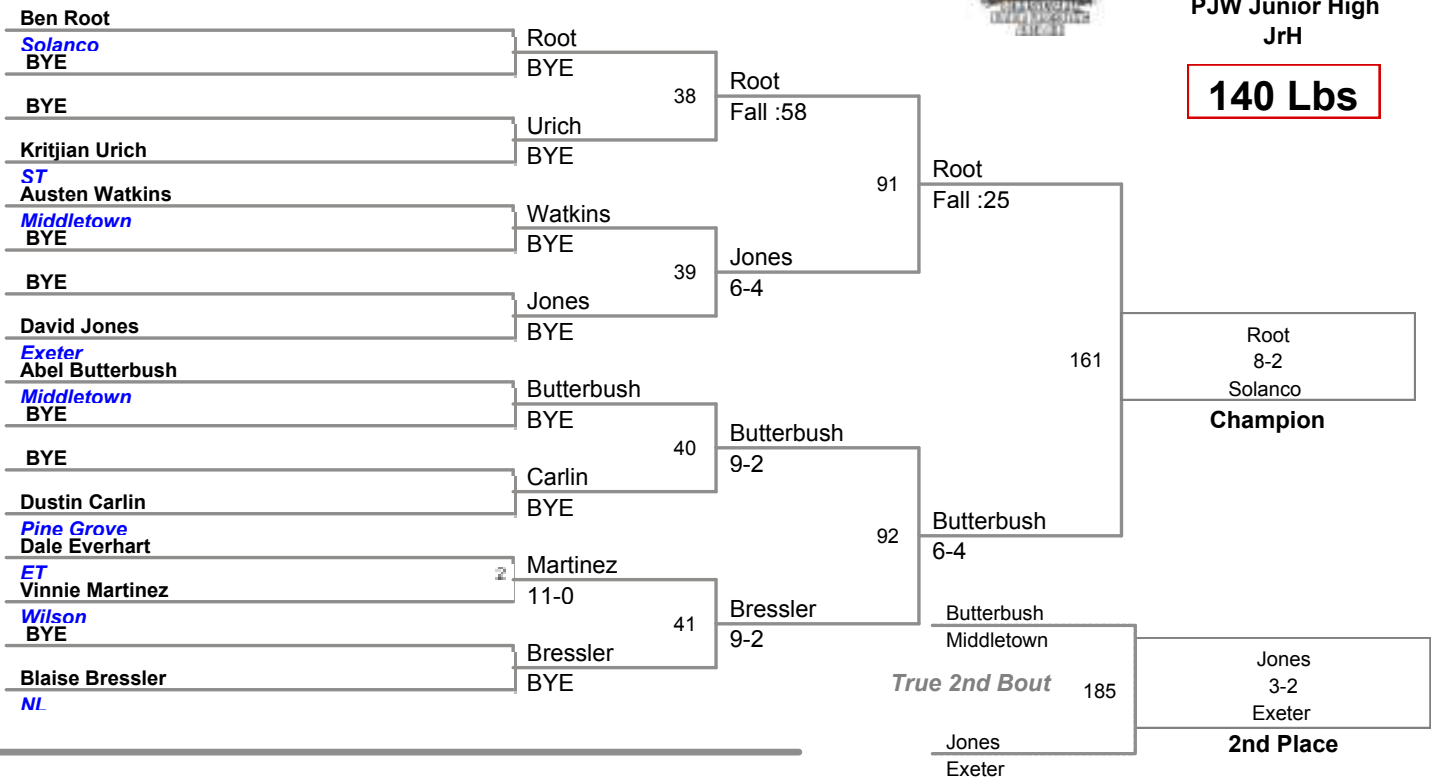 PJW Junior High
JrH
140 Lbs
Ben Root
Solanco
BYE
BYE
Kritjian Urich
ST
Austen Watkins
Middletown
BYE
BYE
David Jones
Exeter
Abel Butterbush
Middletown
BYE
BYE
Dustin Carlin
Pine Grove
Dale Everhart
ET
Vinnie Martinez
Wilson
BYE
Blaise Bressler
NL
Root
BYE
Urich
BYE
Watkins
BYE
Jones
BYE
Butterbush
BYE
Carlin
BYE
2
Martinez
11-0
Bressler
BYE
38
Root
Fall :58
39
Jones
6-4
40
Butterbush
9-2
41
Bressler
9-2
91
Root
Fall :25
92
Butterbush
6-4
161
Root
8-2
Solanco
Champion
Butterbush
Middletown
True 2nd Bout
185
Jones
Exeter
Jones
3-2
Exeter
2nd Place